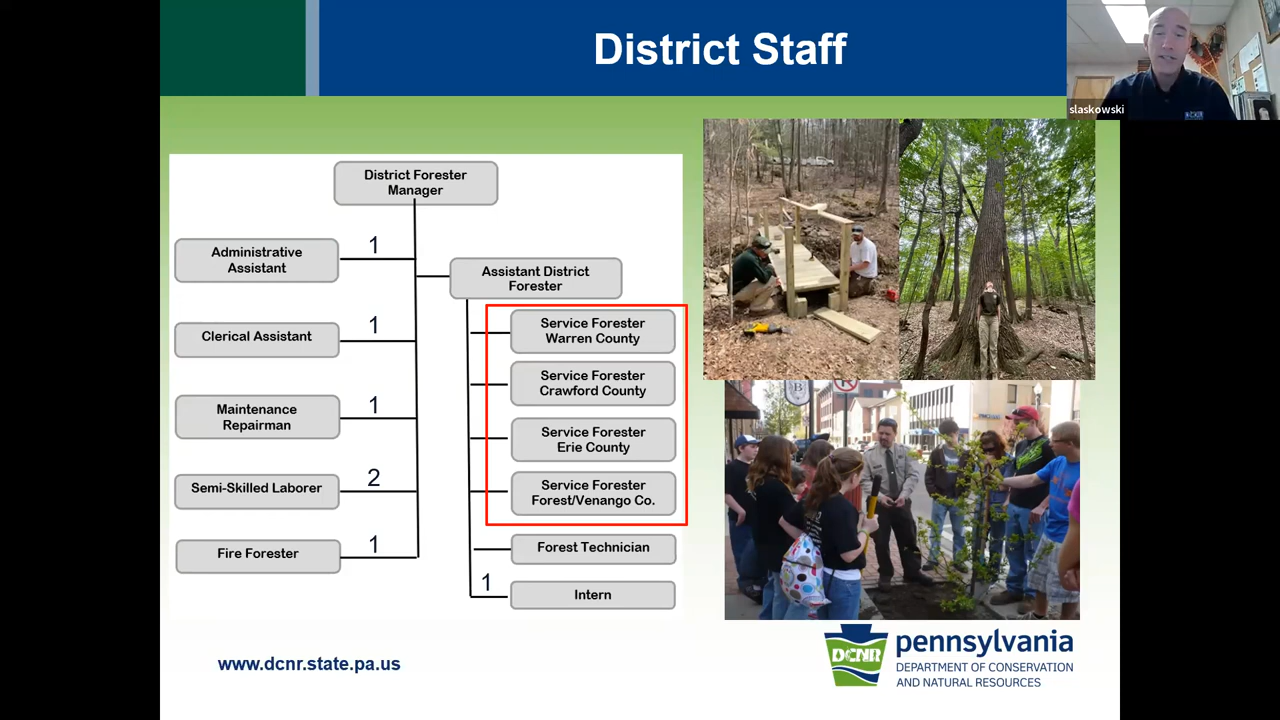 District Staff
slaskowski
District Forester
Manager
Administrative
Assistant
1
Assistant District
Forester
Clerical Assistant
1
Service Forester
Warren County
Service Forester
Crawford County
Maintenance
Repairman
1
Service Forester
Erie County
Semi-Skilled Laborer
2
Service Forester
Forest/Venango Co.
Fire Forester
1
Forest Technician
1
Intern
B
www.dcnr.state.pa.us
DCNR
pennsylvania
DEPARTMENT OF CONSERVATION
AND NATURAL RESOURCES